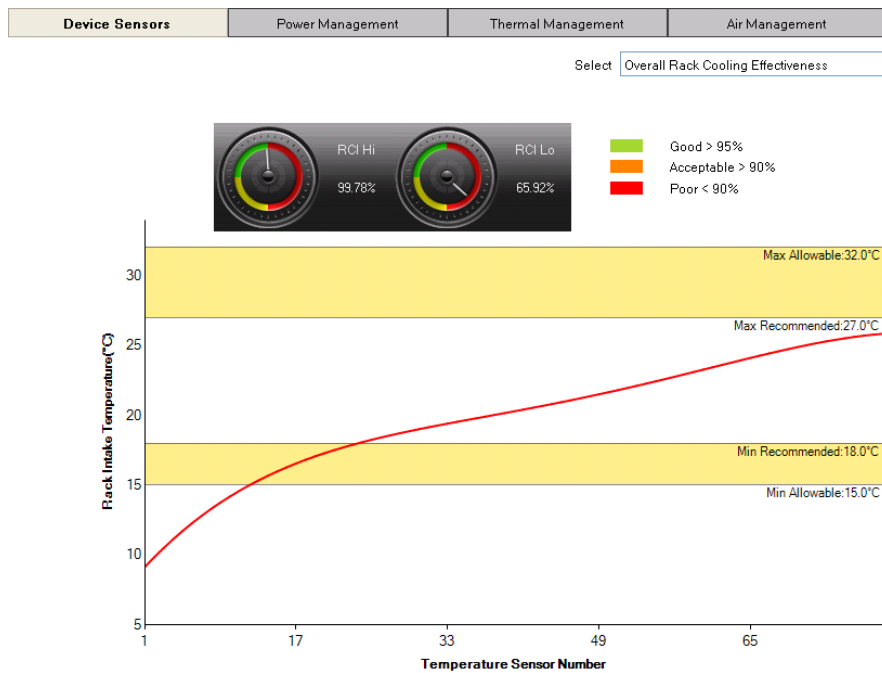 Device Sensors
Power Management
Thermal Management
Air Management
Select
Overall Rack Cooling Effectiveness
RCI Hi
99.78%
RCI Lo
65.92%
Good > 95%
Acceptable > 90%
Poor < 90%
Rack Intake Temperature(°C)
30
25
20
15
10
5
Max Allowable:32.0°C
Max Recommended:27.0°C
Min Recommended:18.0°C
Min Allowable:15.0°C
1
17
33
49
65
Temperature Sensor Number